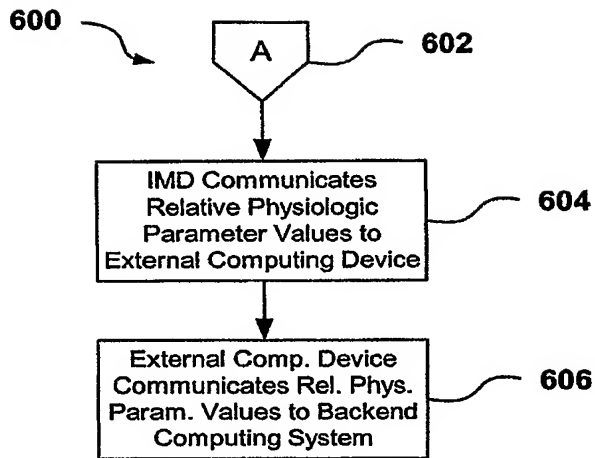 600
A
602
IMD Communicates
Relative Physiologic
Parameter Values to
External Computing Device
604
External Comp. Device
Communicates Rel. Phys.
Param. Values to Backend
Computing System
606